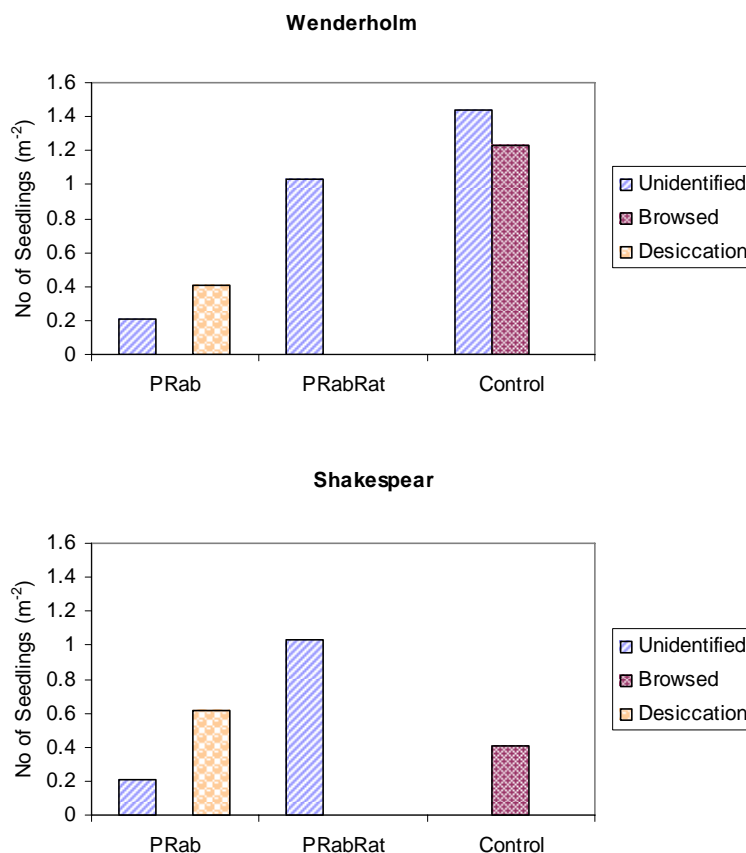 Wenderholm
No of Seedlings (m-2)
1.6
1.4
1.2
1
0.8
0.6
0.4
0.2
0
PRab PRabRat Control
Unidentified
Browsed
Desiccation
Shakespear
No of Seedlings (m-2)
1.6
1.4
1.2
1
0.8
0.6
0.4
0.2
0
PRab PRabRat Control
Unidentified
Browsed
Desiccation